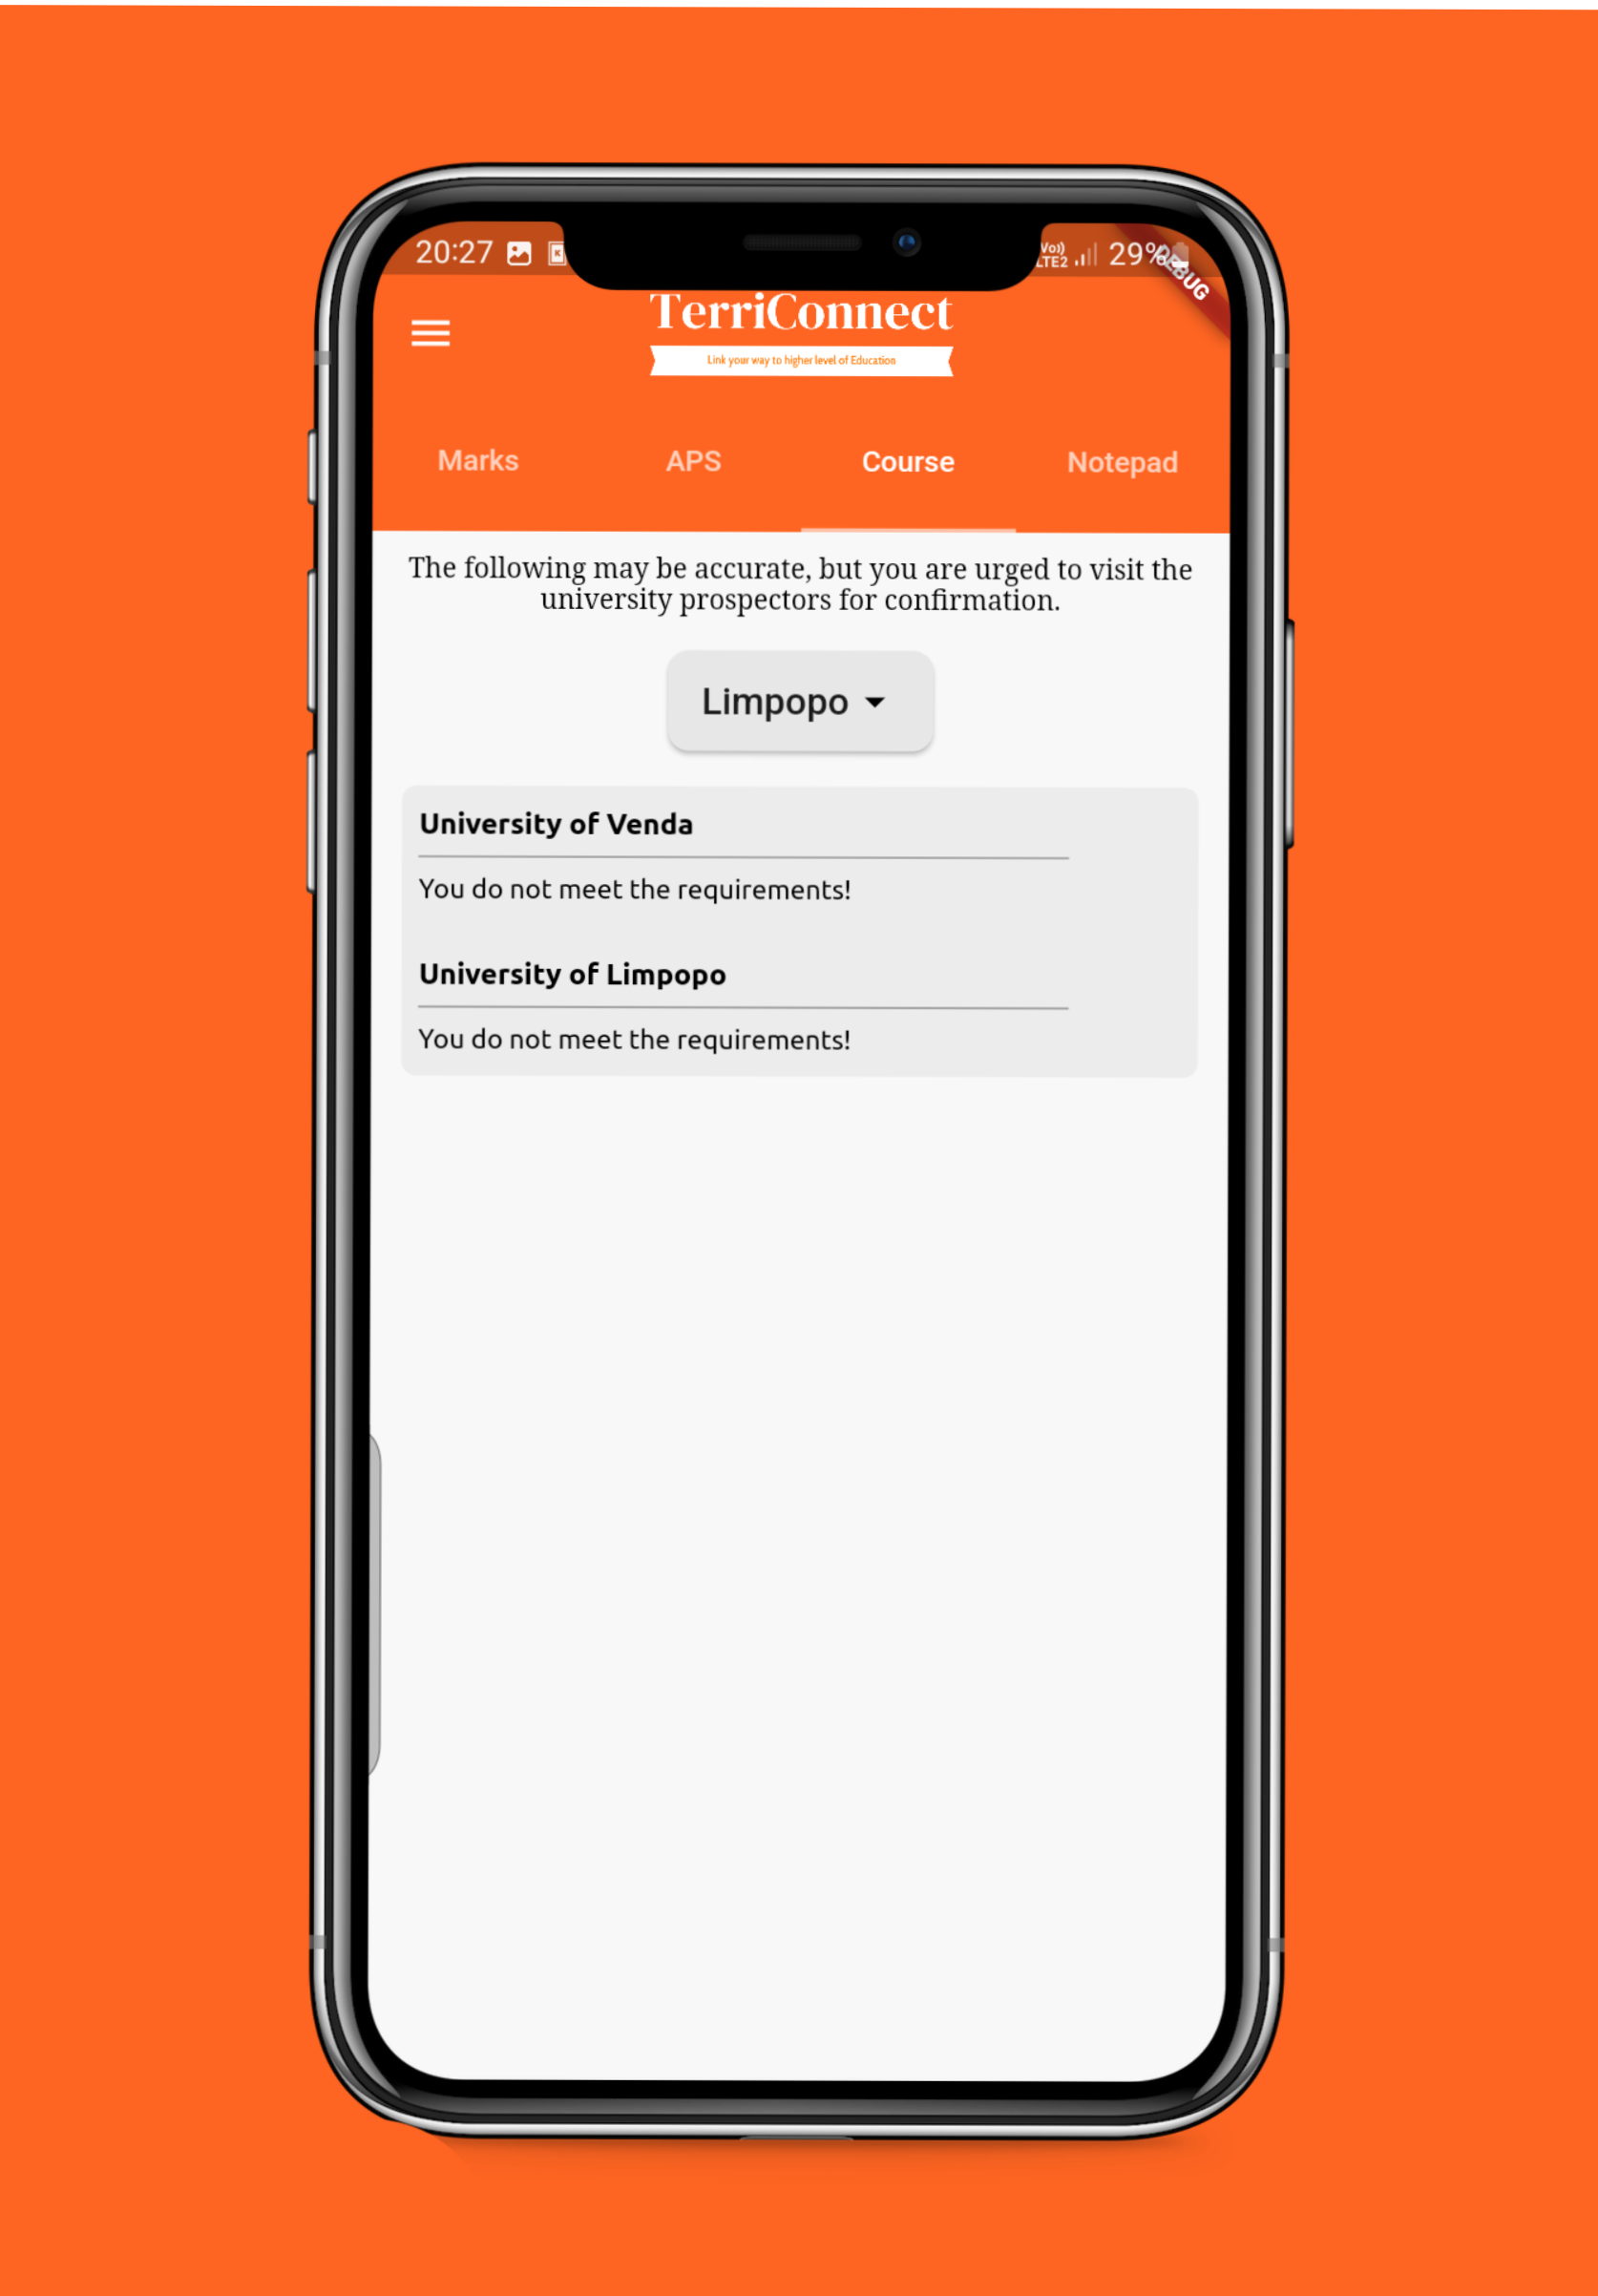 20:27
Vo))
LTE2 29%
DEBUG
TerriConnect
Link your way to higher level of Education
Marks APS Course Notepad
The following may be accurate, but you are urged to visit the
university prospectors for confirmation.
Limpopo
University of Venda
You do not meet the requirements!
University of Limpopo
You do not meet the requirements!